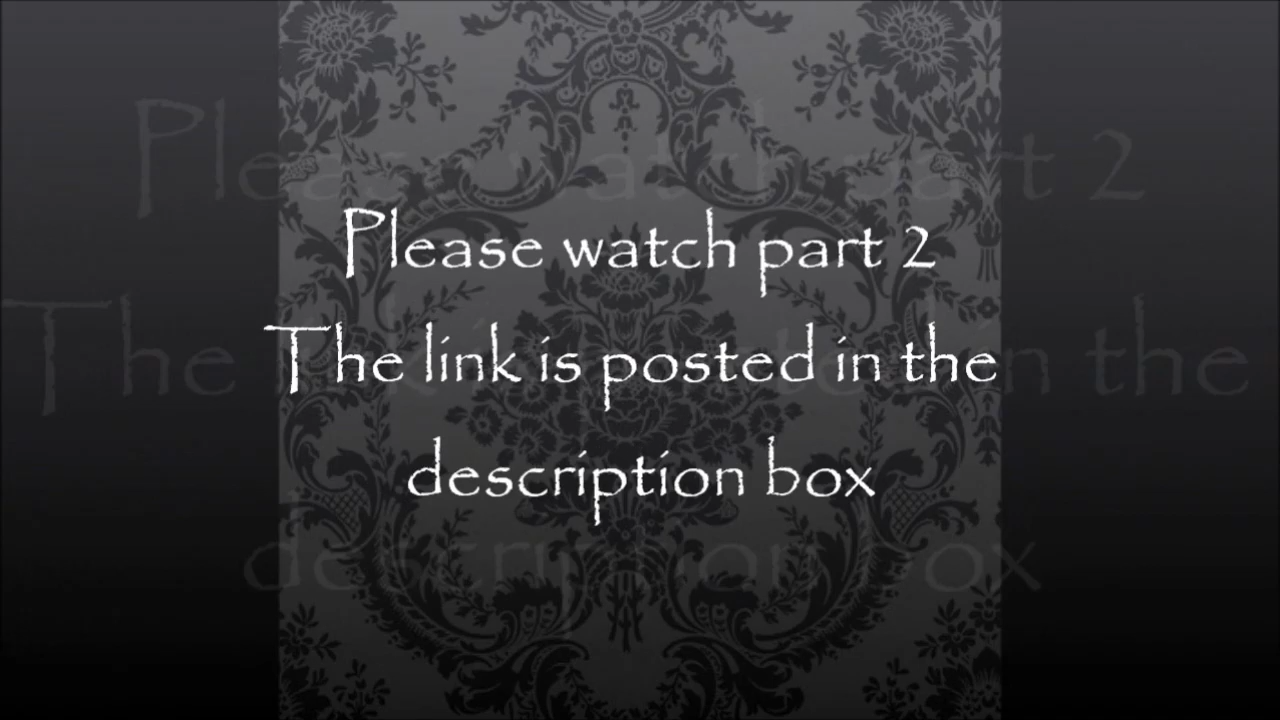 Please watch part 2
The link is posted in the
description box